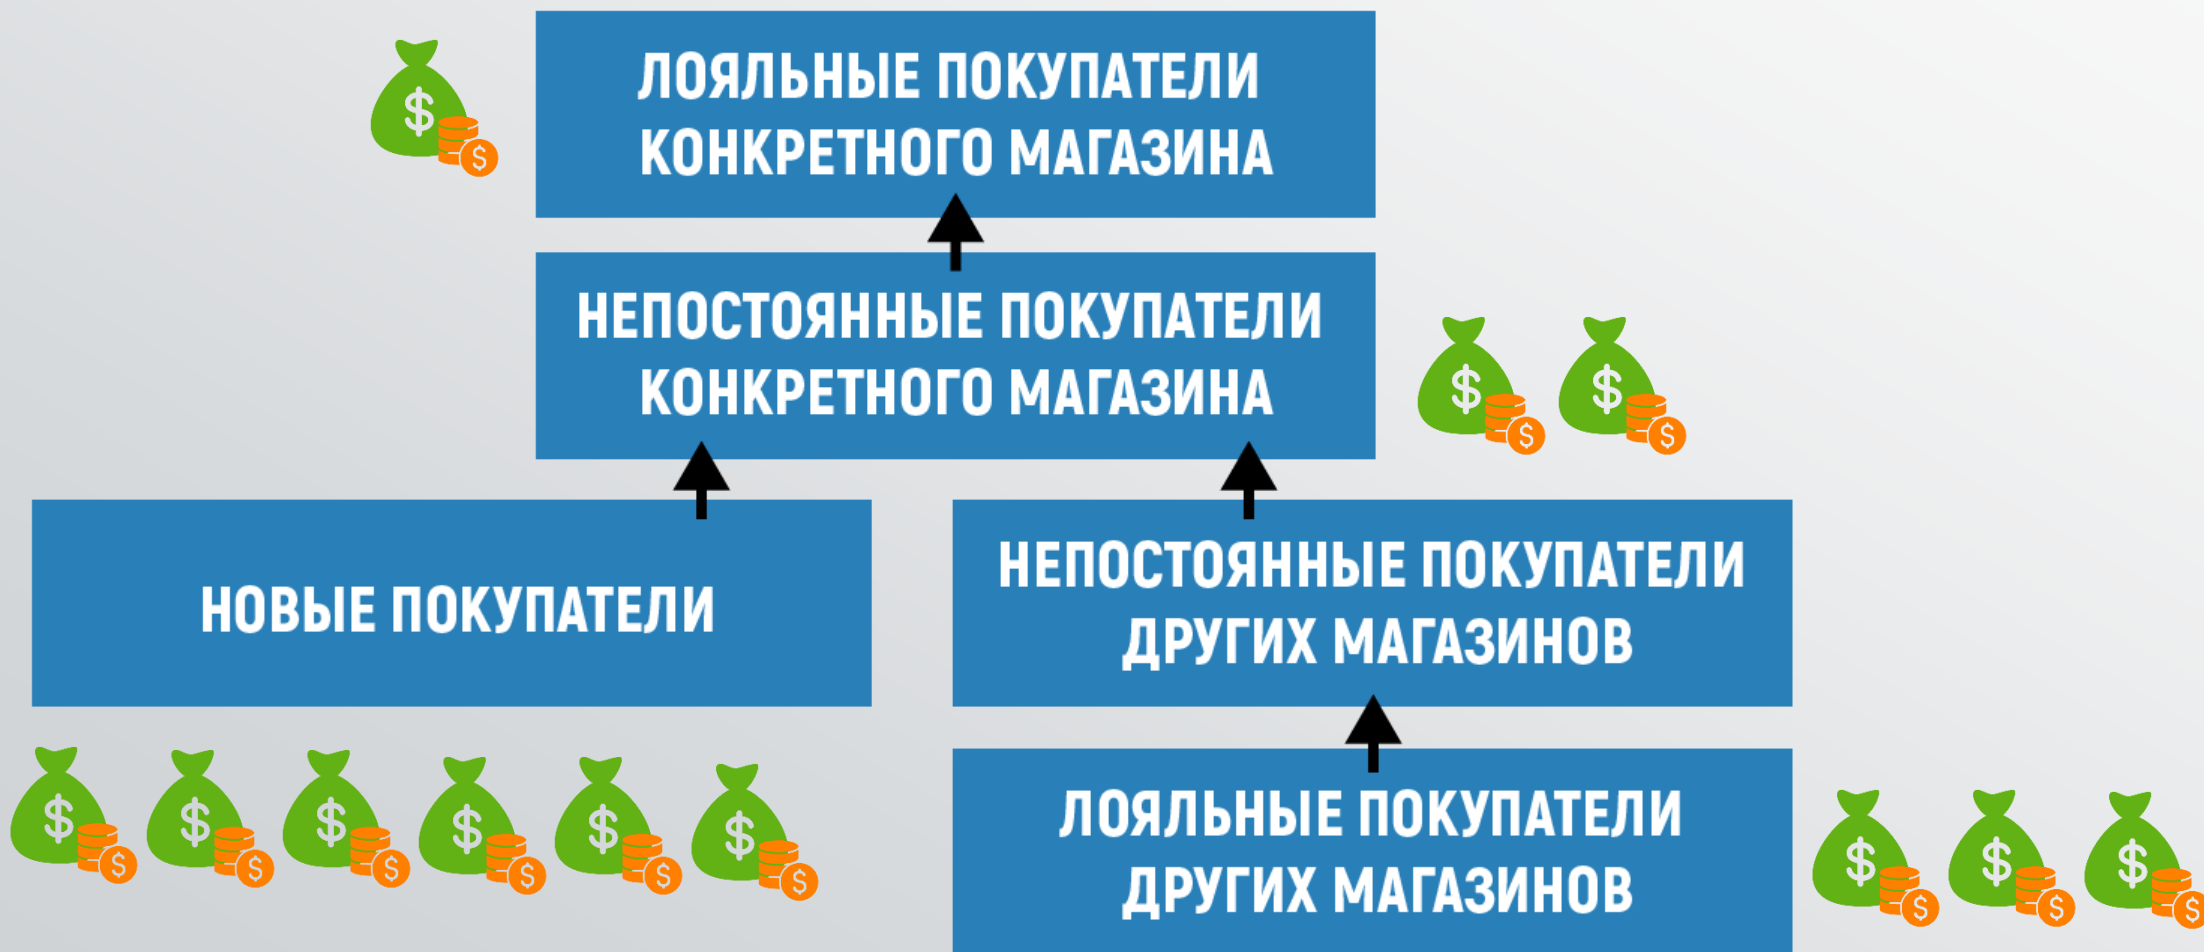 ЛОЯЛЬНЫЕ ПОКУПАТЕЛИ
КОНКРЕТНОГО МАГАЗИНА
НЕПОСТОЯННЫЕ ПОКУПАТЕЛИ
КОНКРЕТНОГО МАГАЗИНА
НОВЫЕ ПОКУПАТЕЛИ
НЕПОСТОЯННЫЕ ПОКУПАТЕЛИ
ДРУГИХ МАГАЗИНОВ
ЛОЯЛЬНЫЕ ПОКУПАТЕЛИ
ДРУГИХ МАГАЗИНОВ